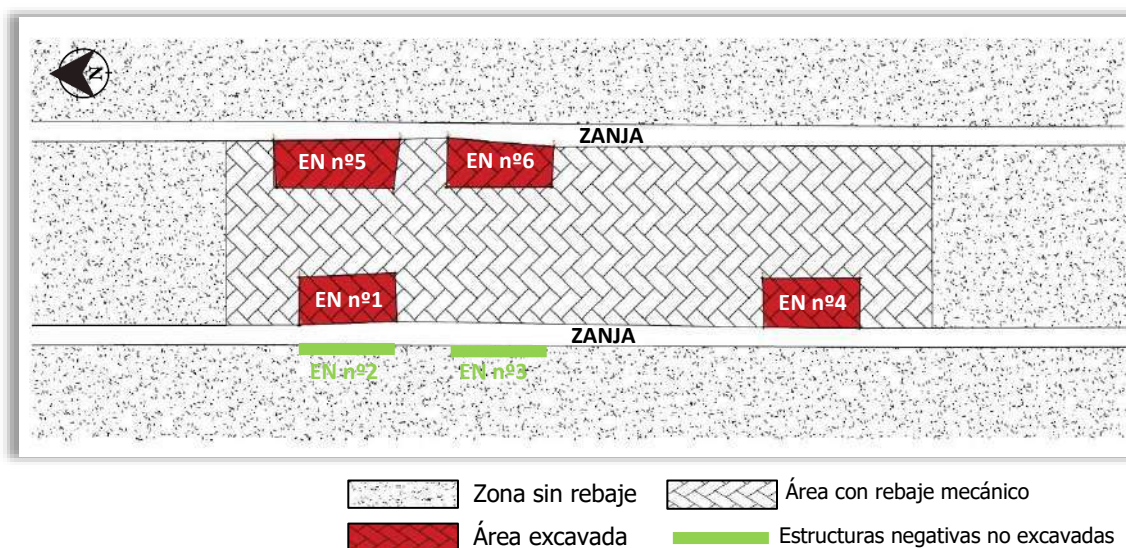 N
ZANJA
EN nº5
EN nº6
EN nº1
EN nº4
ZANJA
EN nº2
EN nº3
Zona sin rebaje
Área con rebaje mecánico
Área excavada
Estructuras negativas no excavadas